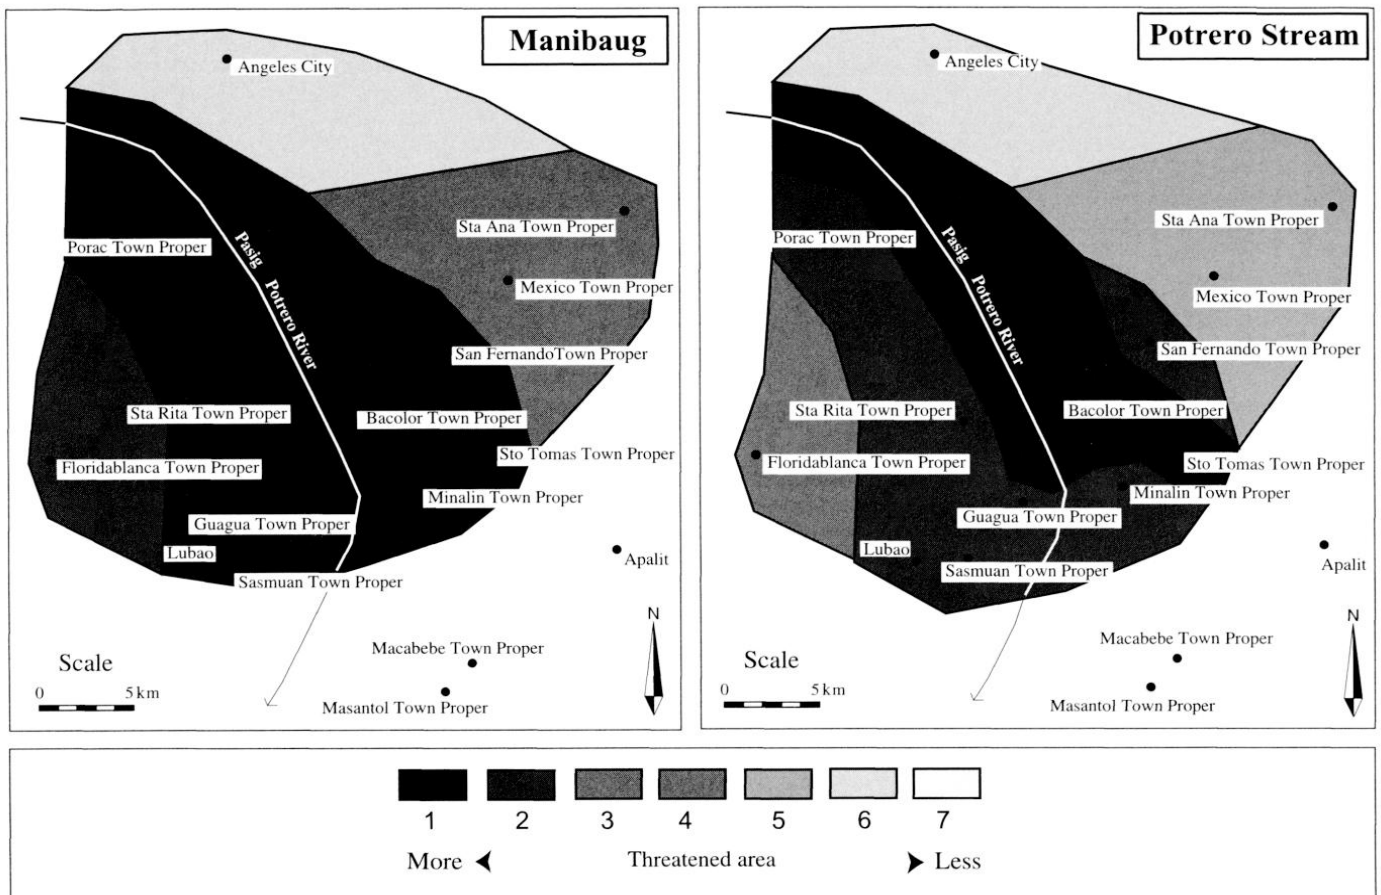 Manibaug
Angeles City
Sta Ana Town Proper
Porac Town Proper
Pasig Potrero River
Mexico Town Proper
San FernandoTown Proper
Sta Rita Town Proper
Bacolor Town Proper
Sto Tomas Town Proper
Floridablanca Town Proper
Minalin Town Proper
Guagua Town Proper
Lubao
Apalit
Sasmuan Town Proper
N
Macabebe Town Proper
Scale
0 5 km
Masantol Town Proper
Potrero Stream
Angeles City
Sta Ana Town Proper
Porac Town Proper
Pasig Potrero River
Mexico Town Proper
San Fernando Town Proper
Sta Rita Town Proper
Bacolor Town Proper
Floridablanca Town Proper
Sto Tomas Town Proper
Minalin Town Proper
Guagua Town Proper
Lubao
Apalit
Sasmuan Town Proper
N
Macabebe Town Proper
Scale
0 5 km
Masantol Town Proper
1 2 3 4 5 6 7
More Threatened area Less